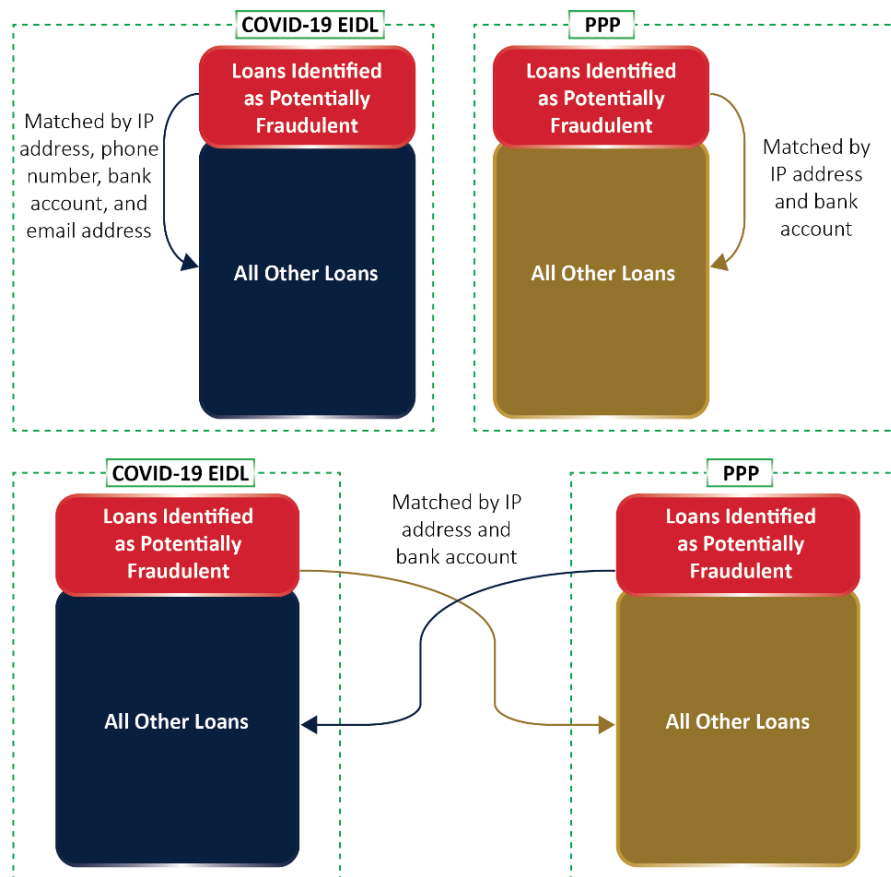 COVID-19 EIDL
Loans Identified
as Potentially
Fraudulent
Matched by IP
address, phone
number, bank
account, and
email address
All Other Loans
PPP
Loans Identified
as Potentially
Fraudulent
Matched by
IP address
and bank
account
All Other Loans
COVID-19 EIDL
Loans Identified
as Potentially
Fraudulent
All Other Loans
Matched by IP
address and
bank account
PPP
Loans Identified
as Potentially
Fraudulent
All Other Loans